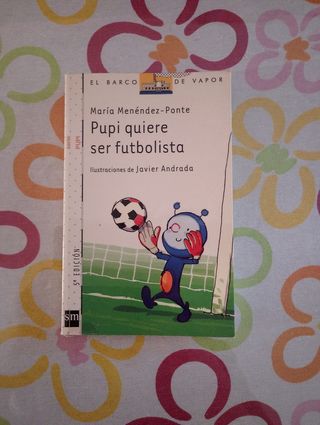 EL BARCO DE VAPOR
María Menéndez-Ponte
Pupi quiere
ser futbolista
Ilustraciones de Javier Andrada
5ª EDICIÓN
sm